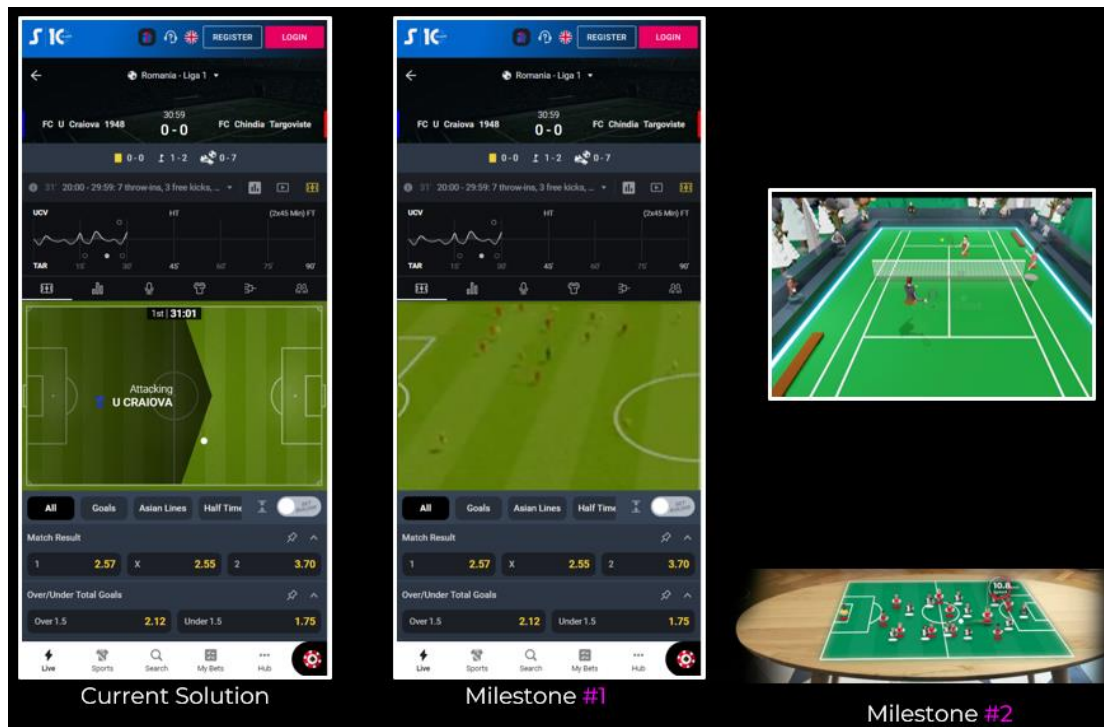 REGISTER LOGIN
Romania - Liga 1
30:59
FC U Craiova 1948 0-0 FC Chindia Targoviste
0-0 1-2 0-7
31' 20:00 - 29:59: 7 throw-ins, 3 free kicks, ...
UCV HT (2x45 Min) FT
TAR 15' 30' 45' 60' 75' 90'
1st | 31:01
Attacking
U CRAIOVA
All Goals Asian Lines Half Time
Match Result
1 2.57 X 2.55 2 3.70
Over/Under Total Goals
Over 1.5 2.12 Under 1.5 1.75
Live Sports Search My Bets Hub
Current Solution
REGISTER LOGIN
Romania - Liga 1
30:59
FC U Craiova 1948 0-0 FC Chindia Targoviste
0-0 1-2 0-7
31' 20:00 - 29:59: 7 throw-ins, 3 free kicks, ...
UCV HT (2x45 Min) FT
TAR 15' 30' 45' 60' 75' 90'
All Goals Asian Lines Half Time
Match Result
1 2.57 X 2.55 2 3.70
Over/Under Total Goals
Over 1.5 2.12 Under 1.5 1.75
Live Sports Search My Bets Hub
Milestone #1
10.8
Milestone #2